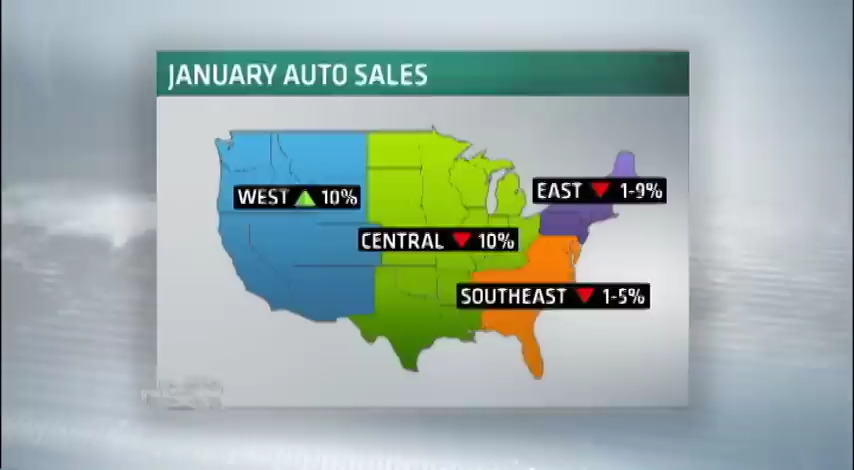 JANUARY AUTO SALES
WEST ▲ 10%
EAST ▼ 1-9%
CENTRAL ▼ 10%
SOUTHEAST ▼ 1-5%